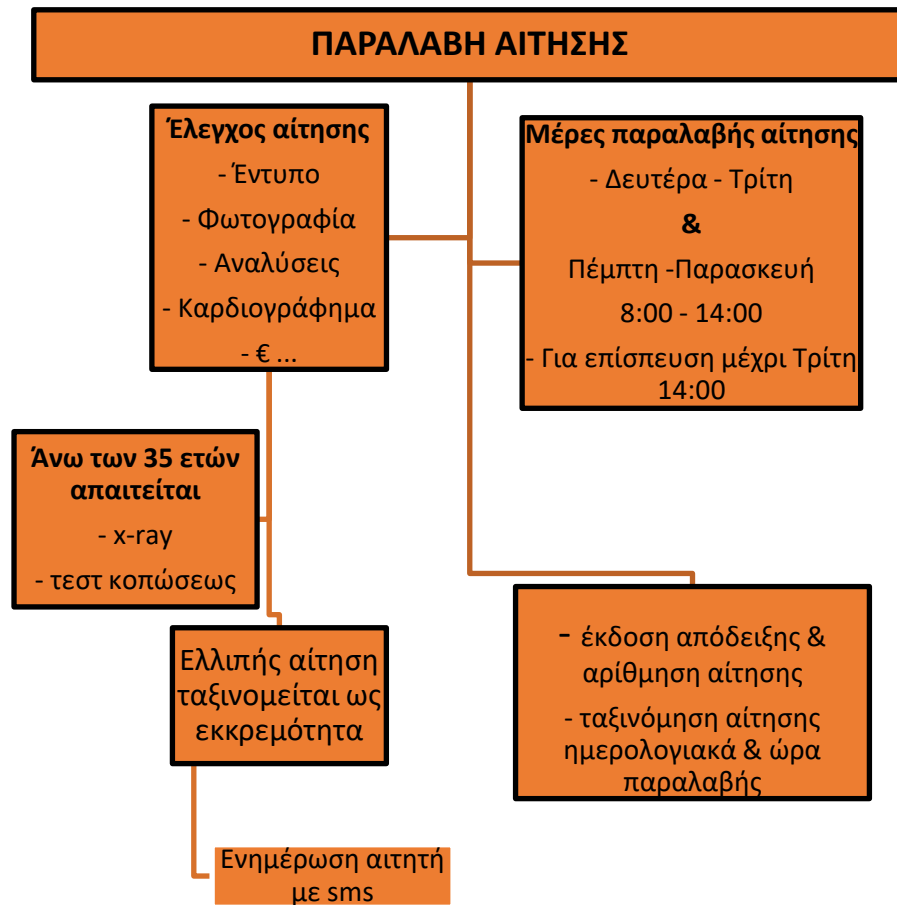 ΠΑΡΑΛΑΒΗ ΑΙΤΗΣΗΣ
Έλεγχος αίτησης
- Έντυπο
- Φωτογραφία
- Αναλύσεις
- Καρδιογράφημα
- € ...
Μέρες παραλαβής αίτησης
- Δευτέρα - Τρίτη
&
Πέμπτη -Παρασκευή
8:00 - 14:00
- Για επίσπευση μέχρι Τρίτη
14:00
Άνω των 35 ετών
απαιτείται
- x-ray
- τεστ κοπώσεως
Ελλιπής αίτηση
ταξινομείται ως
εκκρεμότητα
- έκδοση απόδειξης &
αρίθμηση αίτησης
- ταξινόμηση αίτησης
ημερολογιακά & ώρα
παραλαβής
Ενημέρωση αιτητή
με sms